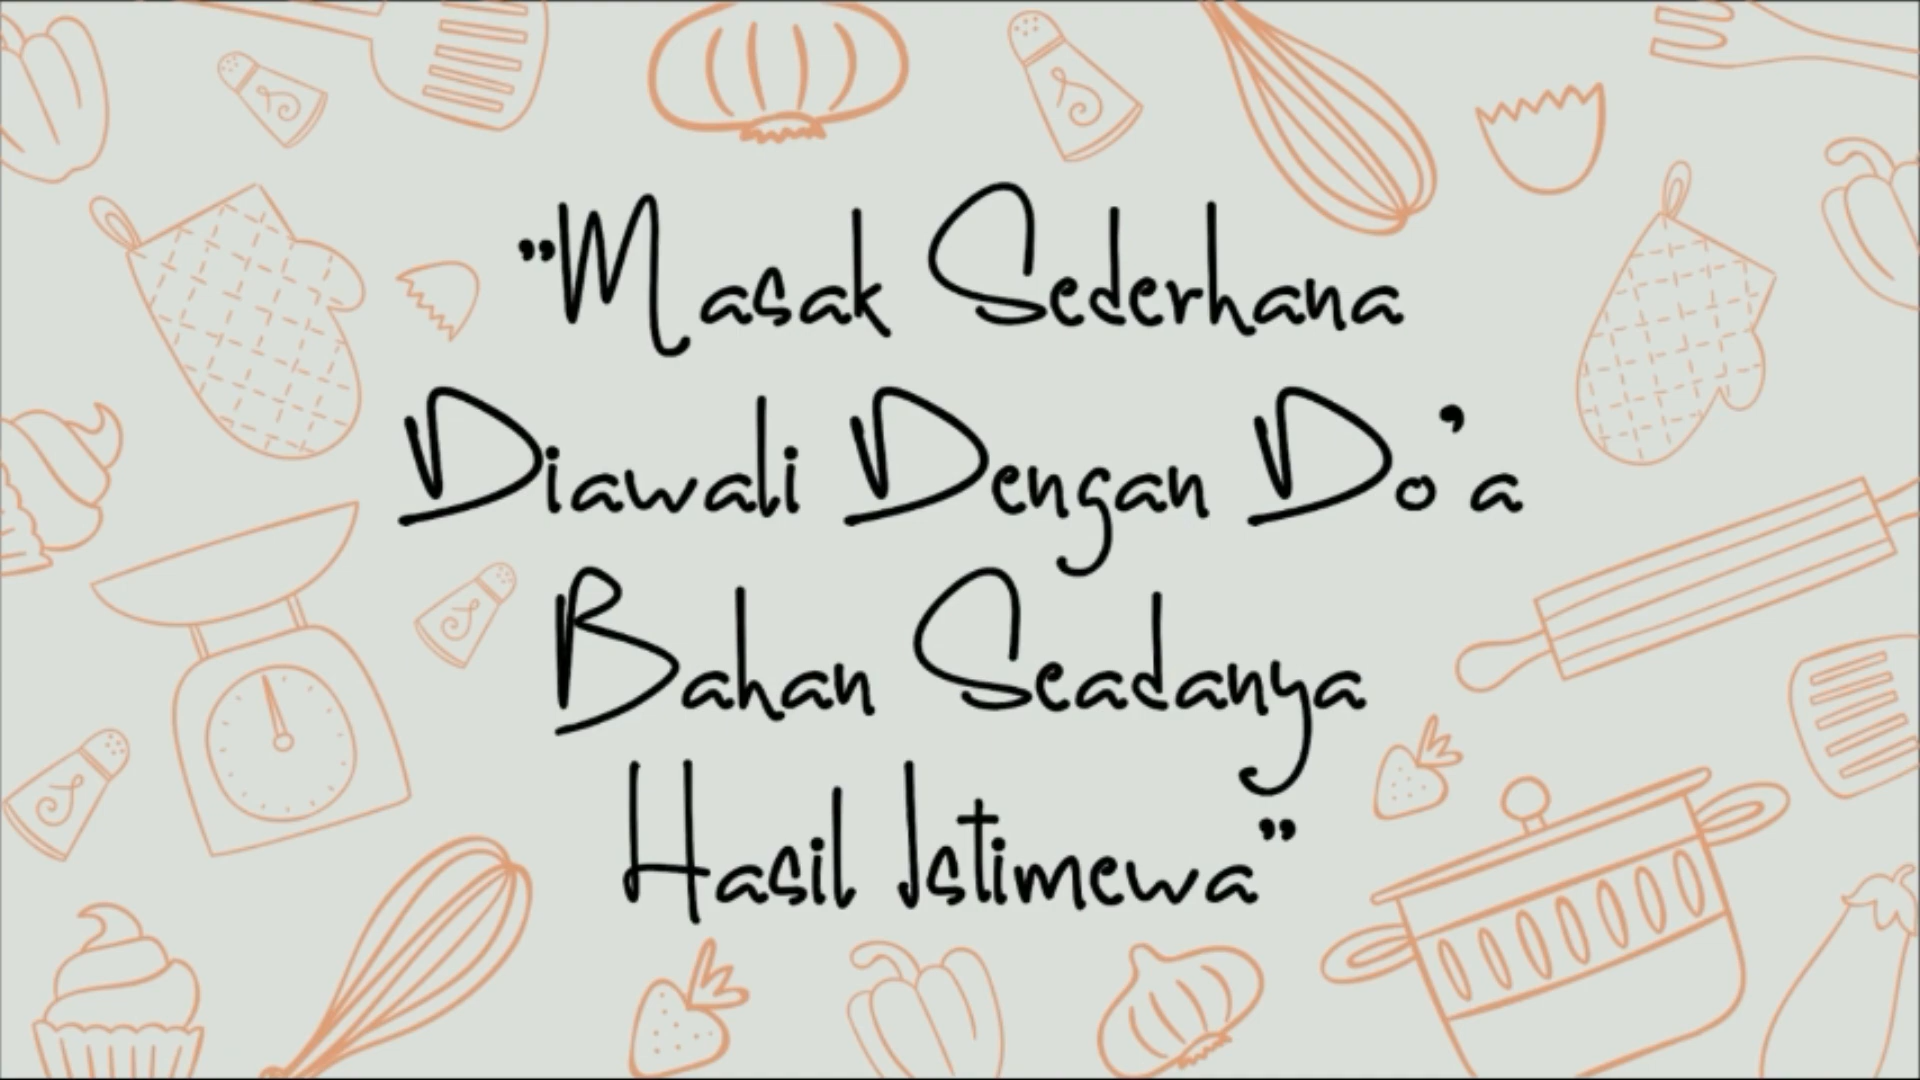 ”Masak Sederhana
Diawali Dengan Do’a
Bahan Seadanya
Hasil Istimewa”